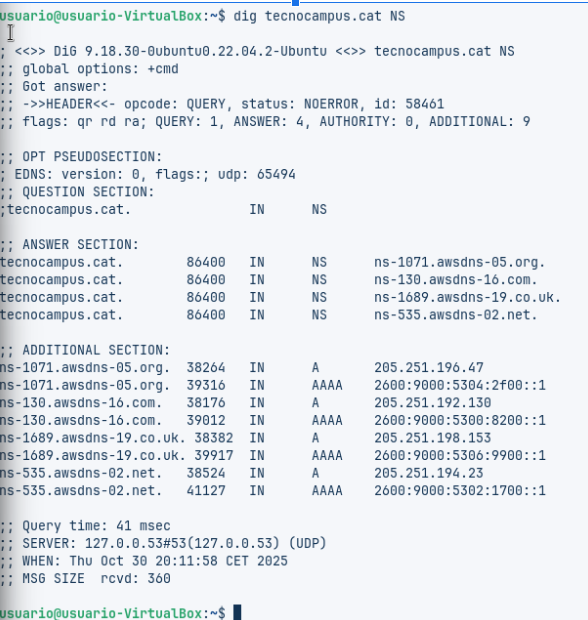 usuario@usuario-VirtualBox:~$ dig tecnocampus.cat NS
; <<>> DiG 9.18.30-0ubuntu0.22.04.2-Ubuntu <<>> tecnocampus.cat NS
;; global options: +cmd
;; Got answer:
;; ->>HEADER<<- opcode: QUERY, status: NOERROR, id: 58461
;; flags: qr rd ra; QUERY: 1, ANSWER: 4, AUTHORITY: 0, ADDITIONAL: 9
;; OPT PSEUDOSECTION:
; EDNS: version: 0, flags:; udp: 65494
;; QUESTION SECTION:
;tecnocampus.cat. IN NS
;; ANSWER SECTION:
tecnocampus.cat. 86400 IN NS ns-1071.awsdns-05.org.
tecnocampus.cat. 86400 IN NS ns-130.awsdns-16.com.
tecnocampus.cat. 86400 IN NS ns-1689.awsdns-19.co.uk.
tecnocampus.cat. 86400 IN NS ns-535.awsdns-02.net.
;; ADDITIONAL SECTION:
ns-1071.awsdns-05.org. 38264 IN A 205.251.196.47
ns-1071.awsdns-05.org. 39316 IN AAAA 2600:9000:5304:2f00::1
ns-130.awsdns-16.com. 38176 IN A 205.251.192.130
ns-130.awsdns-16.com. 39012 IN AAAA 2600:9000:5300:8200::1
ns-1689.awsdns-19.co.uk. 38382 IN A 205.251.198.153
ns-1689.awsdns-19.co.uk. 39917 IN AAAA 2600:9000:5306:9900::1
ns-535.awsdns-02.net. 38524 IN A 205.251.194.23
ns-535.awsdns-02.net. 41127 IN AAAA 2600:9000:5302:1700::1
;; Query time: 41 msec
;; SERVER: 127.0.0.53#53(127.0.0.53) (UDP)
;; WHEN: Thu Oct 30 20:11:58 CET 2025
;; MSG SIZE rcvd: 360
usuario@usuario-VirtualBox:~$